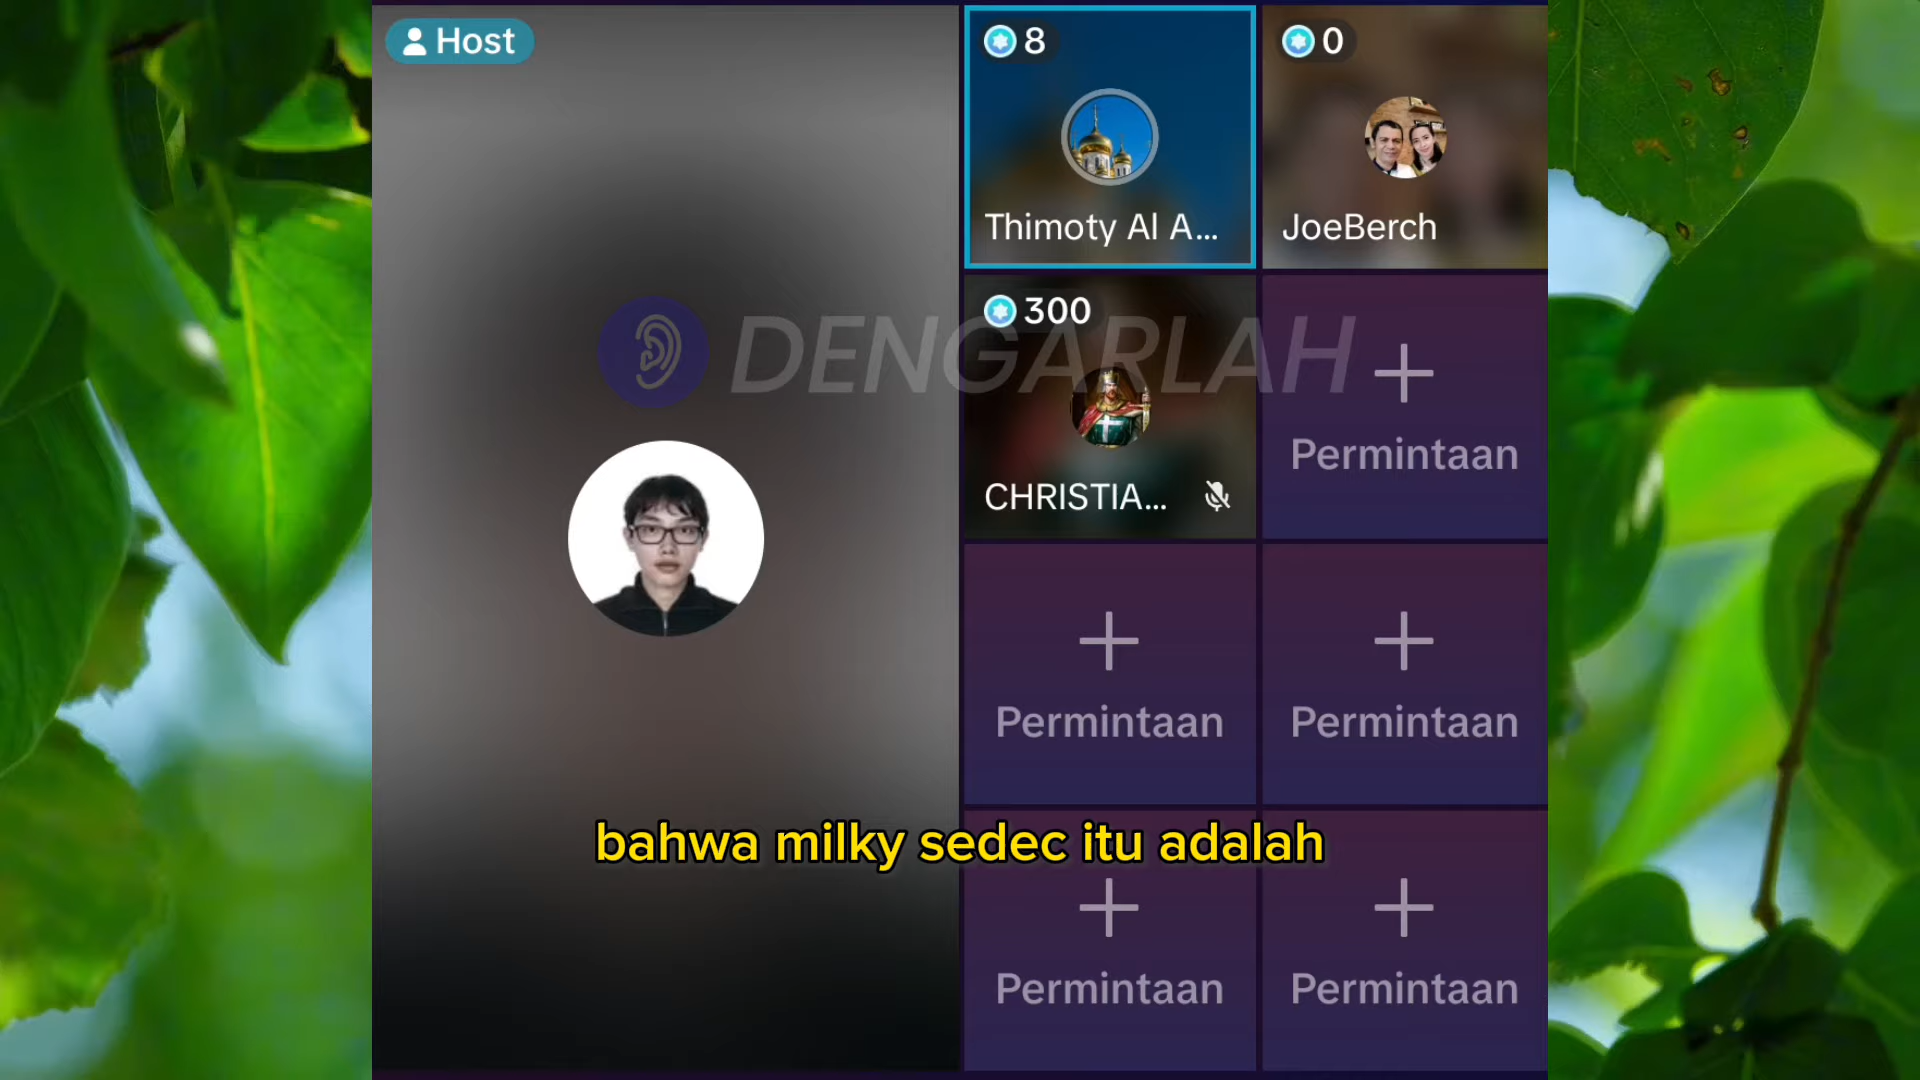 Host
8
Thimoty Al A...
0
JoeBerch
300
CHRISTIA...
DENGARLAH
Permintaan
Permintaan
Permintaan
bahwa milky sedec itu adalah
Permintaan
Permintaan